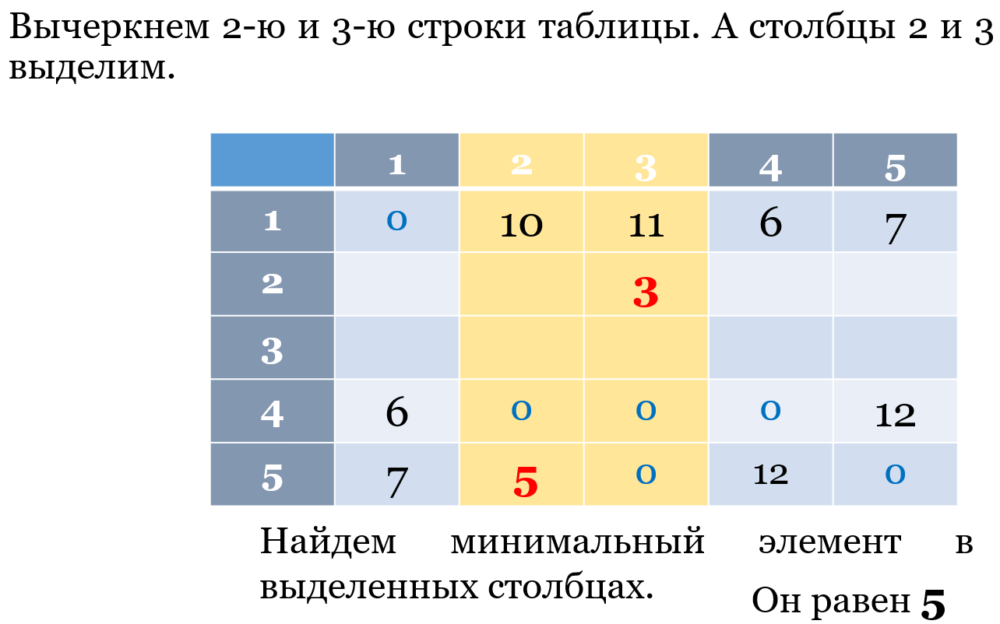 Вычеркнем 2-ю и 3-ю строки таблицы. А столбцы 2 и 3
выделим.
1 2 3 4 5
1 0 10 11 6 7
2 3
3
4 6 0 0 0 12
5 7 5 0 12 0
Найдем минимальный элемент в
выделенных столбцах.
Он равен 5